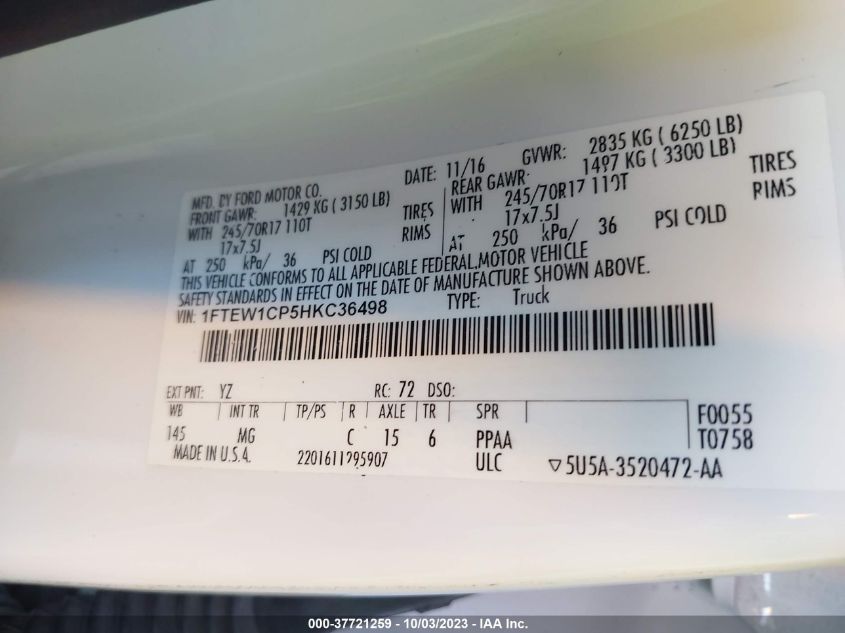 MFD. BY FORD MOTOR CO.
DATE: 11/16
GVWR: 2835 KG ( 6250 LB)
FRONT GAWR: 1429 KG ( 3150 LB)
REAR GAWR: 1497 KG ( 3300 LB)
WITH 245/70R17 110T TIRES
WITH 245/70R17 110T TIRES
17x7.5J RIMS
17x7.5J RIMS
AT 250 kPa/ 36 PSI COLD
AT 250 kPa/ 36 PSI COLD
THIS VEHICLE CONFORMS TO ALL APPLICABLE FEDERAL MOTOR VEHICLE
SAFETY STANDARDS IN EFFECT ON THE DATE OF MANUFACTURE SHOWN ABOVE.
VIN: 1FTEW1CP5HKC36498
TYPE: Truck
EXT PNT: YZ RC: 72 DSO:
WB INT TR TP/PS R AXLE TR SPR
145 MG C 15 6 PPAA
F0055
T0758
MADE IN U.S.A. 2201611295907 ULC ▽5U5A-3520472-AA
000-37721259 - 10/03/2023 - IAA Inc.